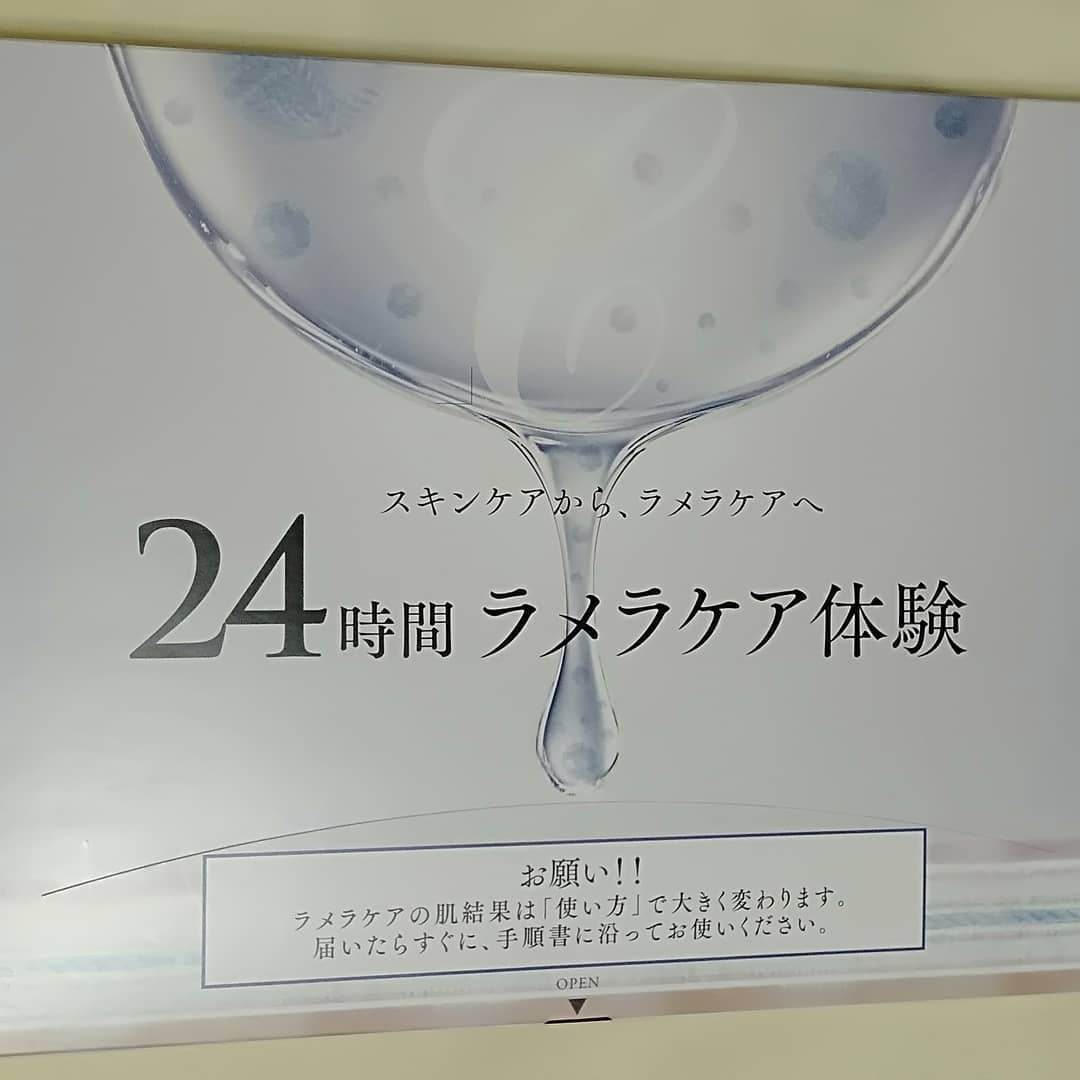 スキンケアから、ラメラケアへ
24時間 ラメラケア体験
お願い!!
ラメラケアの肌結果は「使い方」で大きく変わります。
届いたらすぐに、手順書に沿ってお使いください。
OPEN